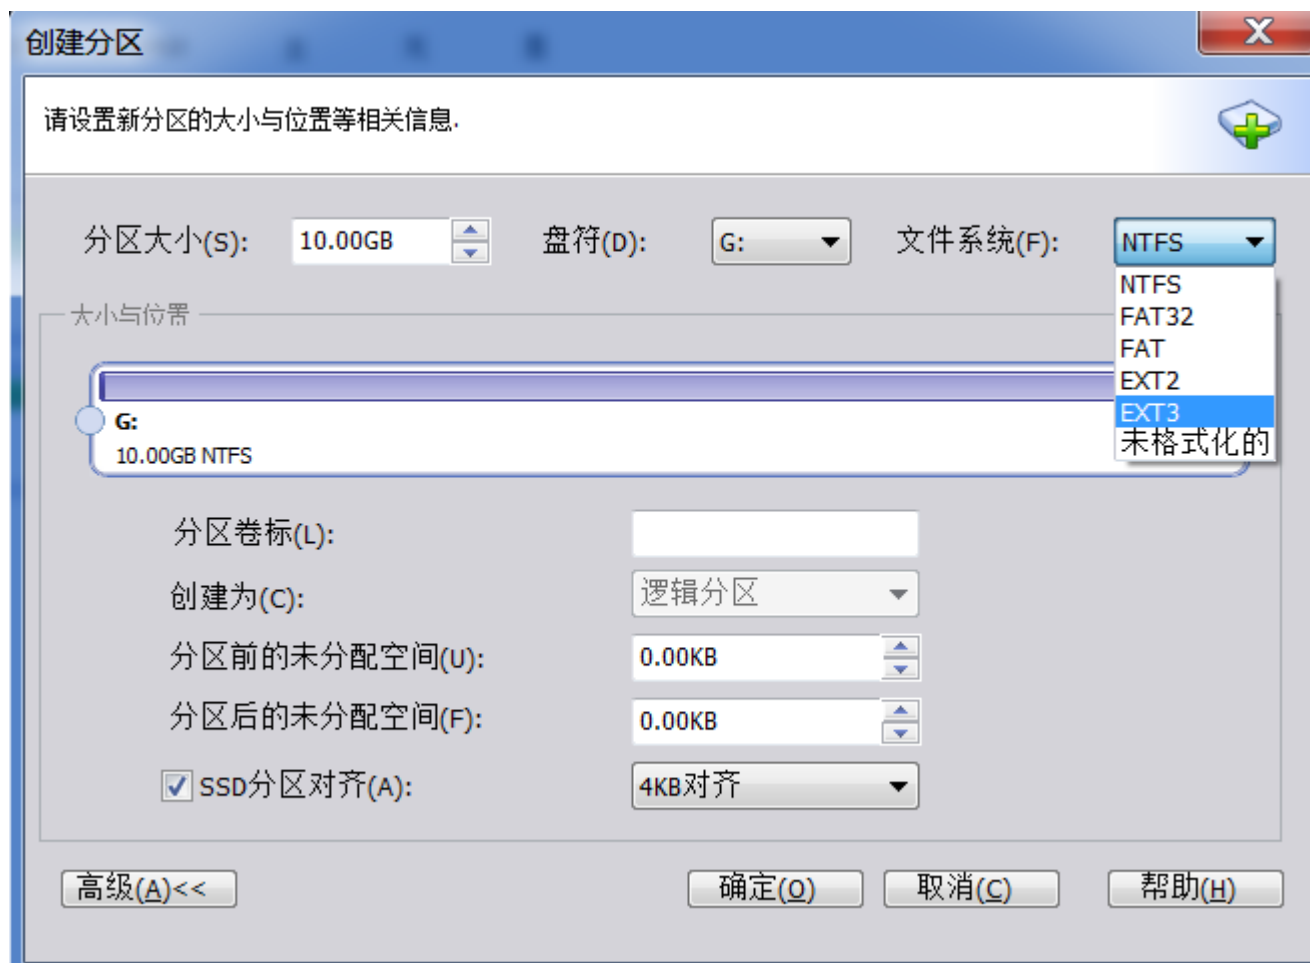 创建分区
请设置新分区的大小与位置等相关信息.
分区大小(S): 10.00GB 盘符(D): G: 文件系统(F): NTFS
NTFS
FAT32
FAT
EXT2
EXT3
未格式化的
大小与位置
G:
10.00GB NTFS
分区卷标(L):
创建为(C): 逻辑分区
分区前的未分配空间(U): 0.00KB
分区后的未分配空间(F): 0.00KB
SSD分区对齐(A): 4KB对齐
高级(A)<< 确定(O) 取消(C) 帮助(H)